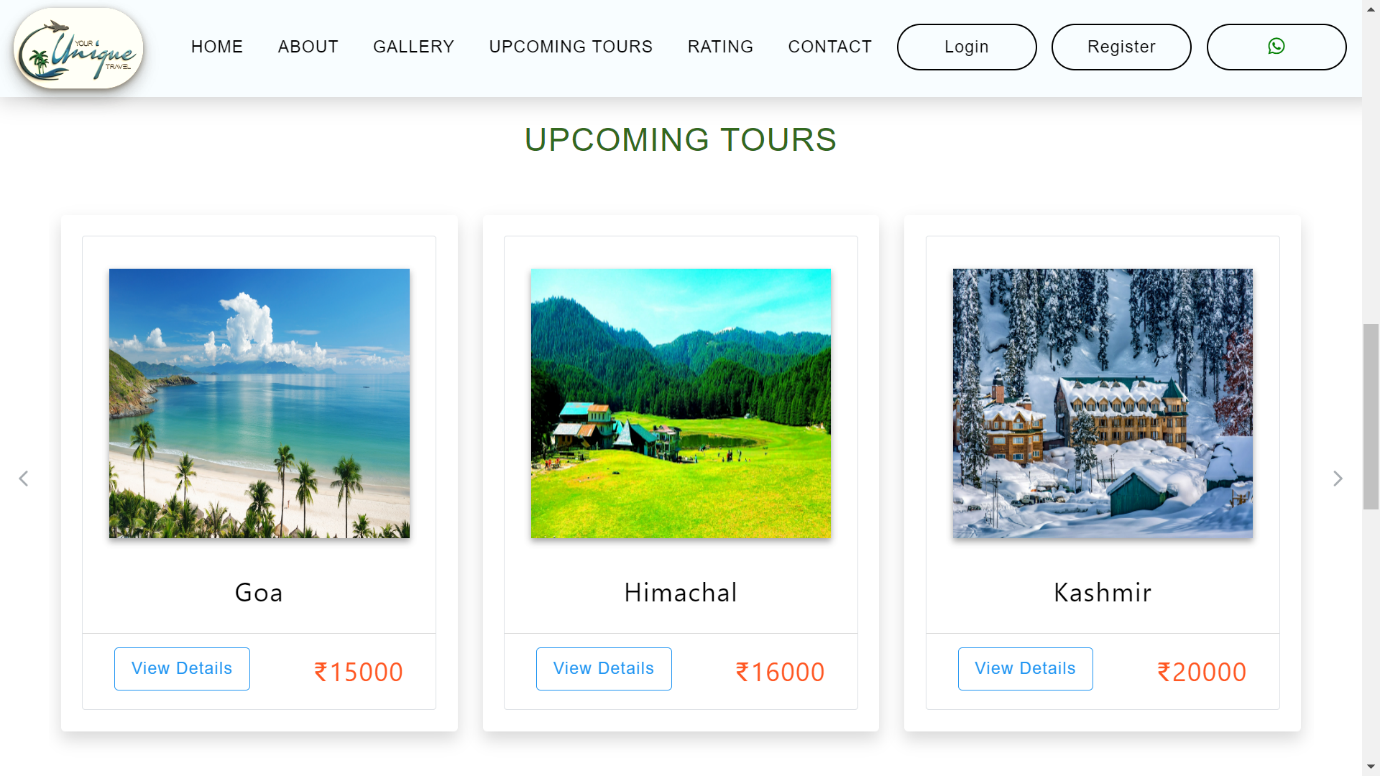 YOUR &
Unique
TRAVEL
HOME ABOUT GALLERY UPCOMING TOURS RATING CONTACT Login Register
UPCOMING TOURS
Goa
View Details ₹15000
Himachal
View Details ₹16000
Kashmir
View Details ₹20000